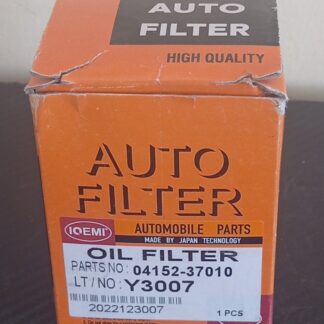 AUTO
FILTER
HIGH QUALITY
AUTO
FILTER
IQEMI
AUTOMOBILE PARTS
MADE BY JAPAN TECHNOLOGY
OIL FILTER
PARTS NO: 04152-37010
LT / NO: Y3007
2022123007
1 PCS